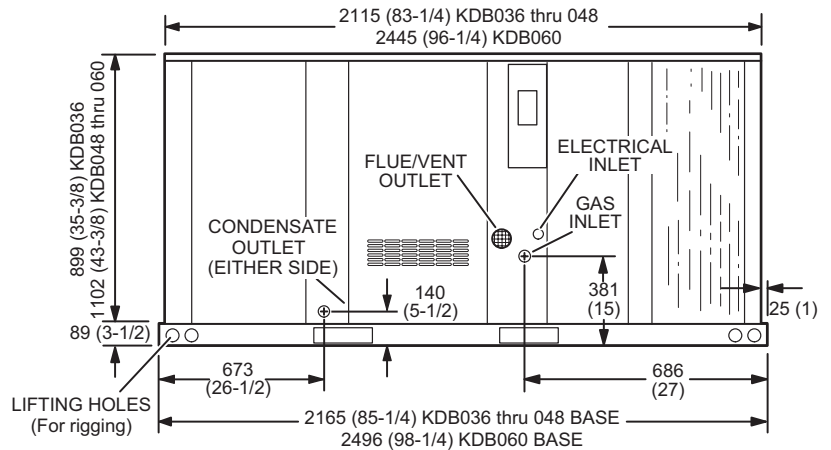 2115 (83-1/4) KDB036 thru 048
2445 (96-1/4) KDB060
899 (35-3/8) KDB036
1102 (43-3/8) KDB048 thru 060
FLUE/VENT
OUTLET
ELECTRICAL
INLET
GAS
INLET
CONDENSATE
OUTLET
(EITHER SIDE)
140
(5-1/2)
381
(15)
25 (1)
89 (3-1/2)
673
(26-1/2)
686
(27)
LIFTING HOLES
(For rigging)
2165 (85-1/4) KDB036 thru 048 BASE
2496 (98-1/4) KDB060 BASE